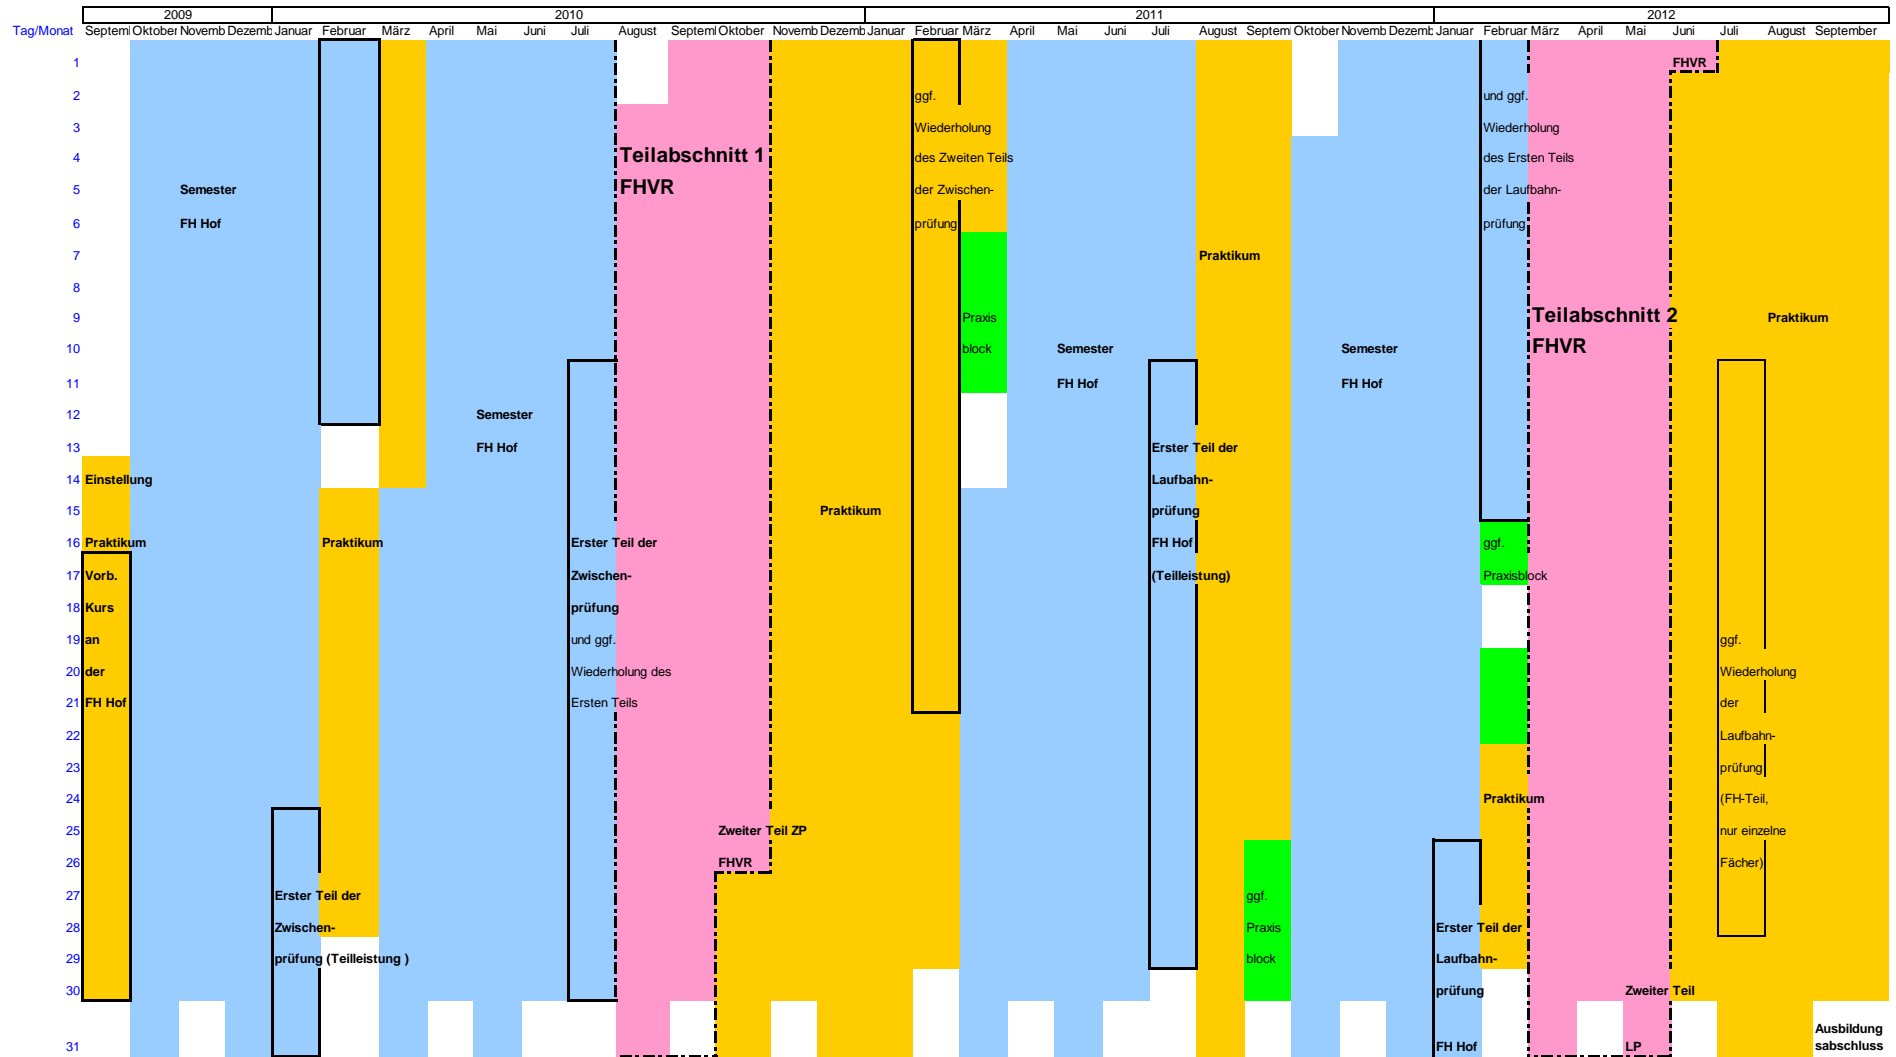 2009 2010 2011 2012
Tag/Monat Septeml Oktober Novemb Dezemb Januar Februar März April Mai Juni Juli August Septeml Oktober Novemb Dezemb Januar Februar März April Mai Juni Juli August Septeml Oktober Novemb Dezemb Januar Februar März April Mai Juni Juli August September
1 FHVR
2 ggf. und ggf.
3 Wiederholung Wiederholung
4 Teilabschnitt 1 des Zweiten Teils des Ersten Teils
5 Semester FHVR der Zwischen- der Laufbahn-
6 FH Hof prüfung prüfung
7 Praktikum
8
9 Praxis Teilabschnitt 2 Praktikum
10 block Semester Semester FHVR
11 FH Hof FH Hof
12 Semester
13 FH Hof Erster Teil der
14 Einstellung Laufbahn-
15 Praktikum prüfung
16 Praktikum Praktikum Erster Teil der FH Hof ggf.
17 Vorb. Zwischen- (Teilleistung) Praxisblock
18 Kurs prüfung
19 an und ggf. ggf.
20 der Wiederholung des Wiederholung
21 FH Hof Ersten Teils der
22 Laufbahn-
23 prüfung
24 Praktikum (FH-Teil,
25 Zweiter Teil ZP nur einzelne
26 FHVR Fächer)
27 Erster Teil der ggf.
28 Zwischen- Praxis Erster Teil der
29 prüfung (Teilleistung ) block Laufbahn-
30 prüfung Zweiter Teil
Ausbildung
31 FH Hof LP sabschluss